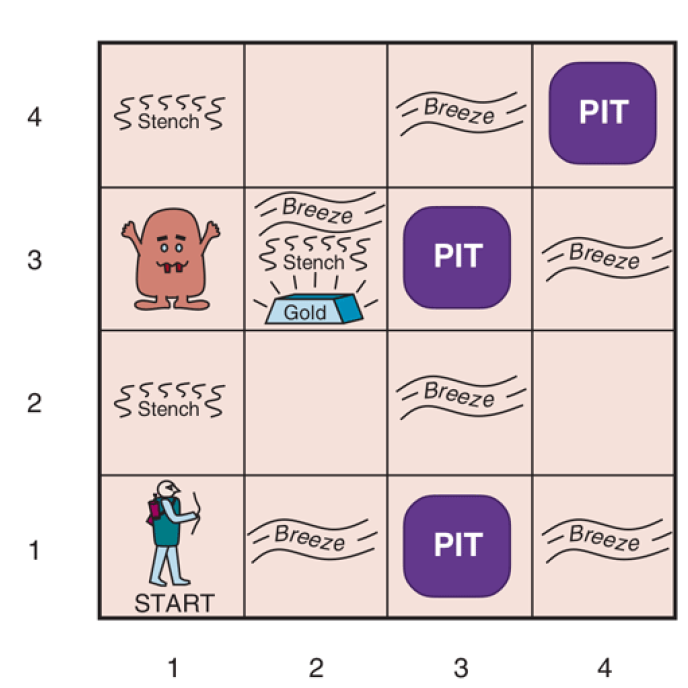 4
Stench
Breeze
PIT
3
Breeze
Stench
Gold
PIT
Breeze
2
Stench
Breeze
1
START
Breeze
PIT
Breeze
1 2 3 4